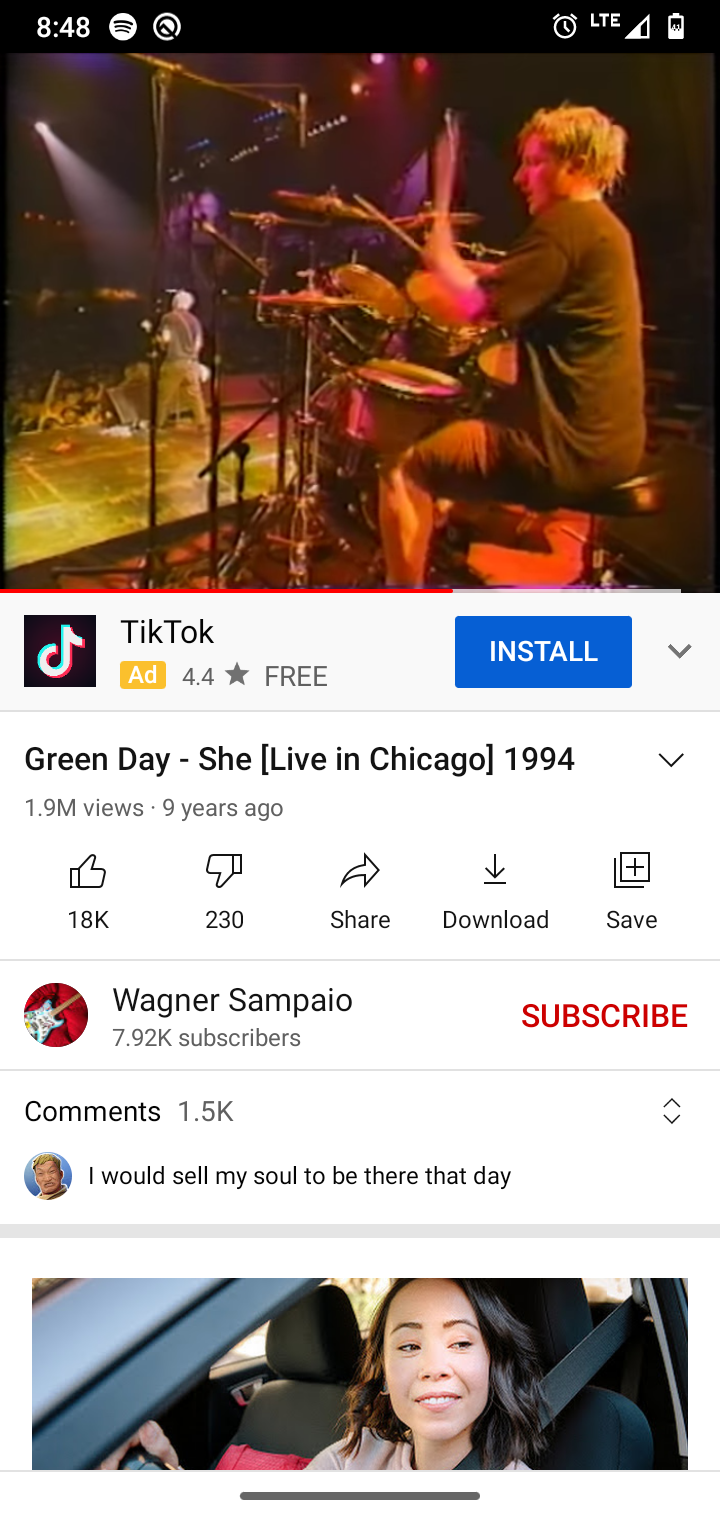 8:48
LTE
TikTok
INSTALL
Ad 4.4 ★ FREE
Green Day - She [Live in Chicago] 1994
1.9M views · 9 years ago
18K
230
Share
Download
Save
Wagner Sampaio
SUBSCRIBE
7.92K subscribers
Comments 1.5K
I would sell my soul to be there that day